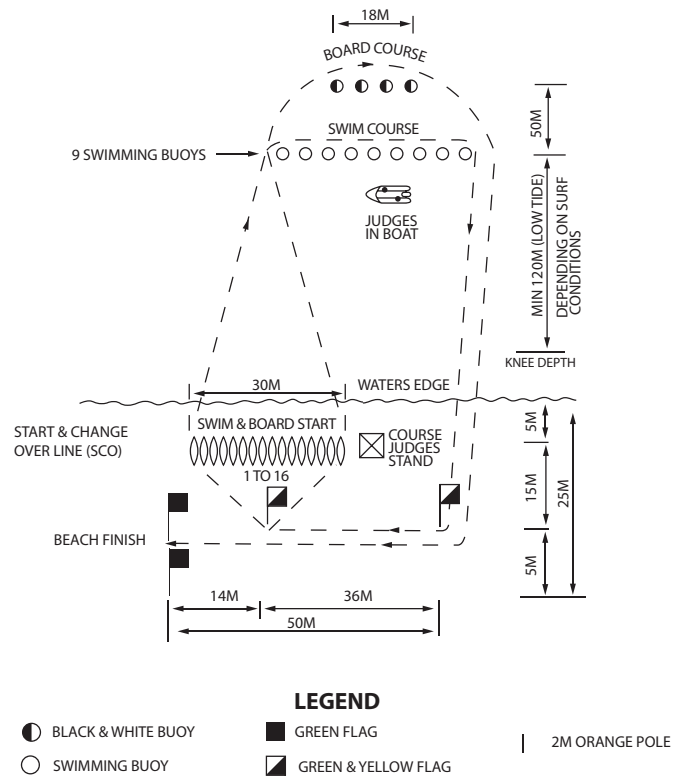 18M
BOARD COURSE
SWIM COURSE
50M
9 SWIMMING BUOYS
JUDGES
IN BOAT
MIN 120M (LOW TIDE)
DEPENDING ON SURF
CONDITIONS
KNEE DEPTH
30M
WATERS EDGE
SWIM & BOARD START
START & CHANGE
OVER LINE (SCO)
COURSE
JUDGES
STAND
1 TO 16
5M
15M
25M
BEACH FINISH
5M
14M
36M
50M
LEGEND
BLACK & WHITE BUOY
GREEN FLAG
2M ORANGE POLE
SWIMMING BUOY
GREEN & YELLOW FLAG